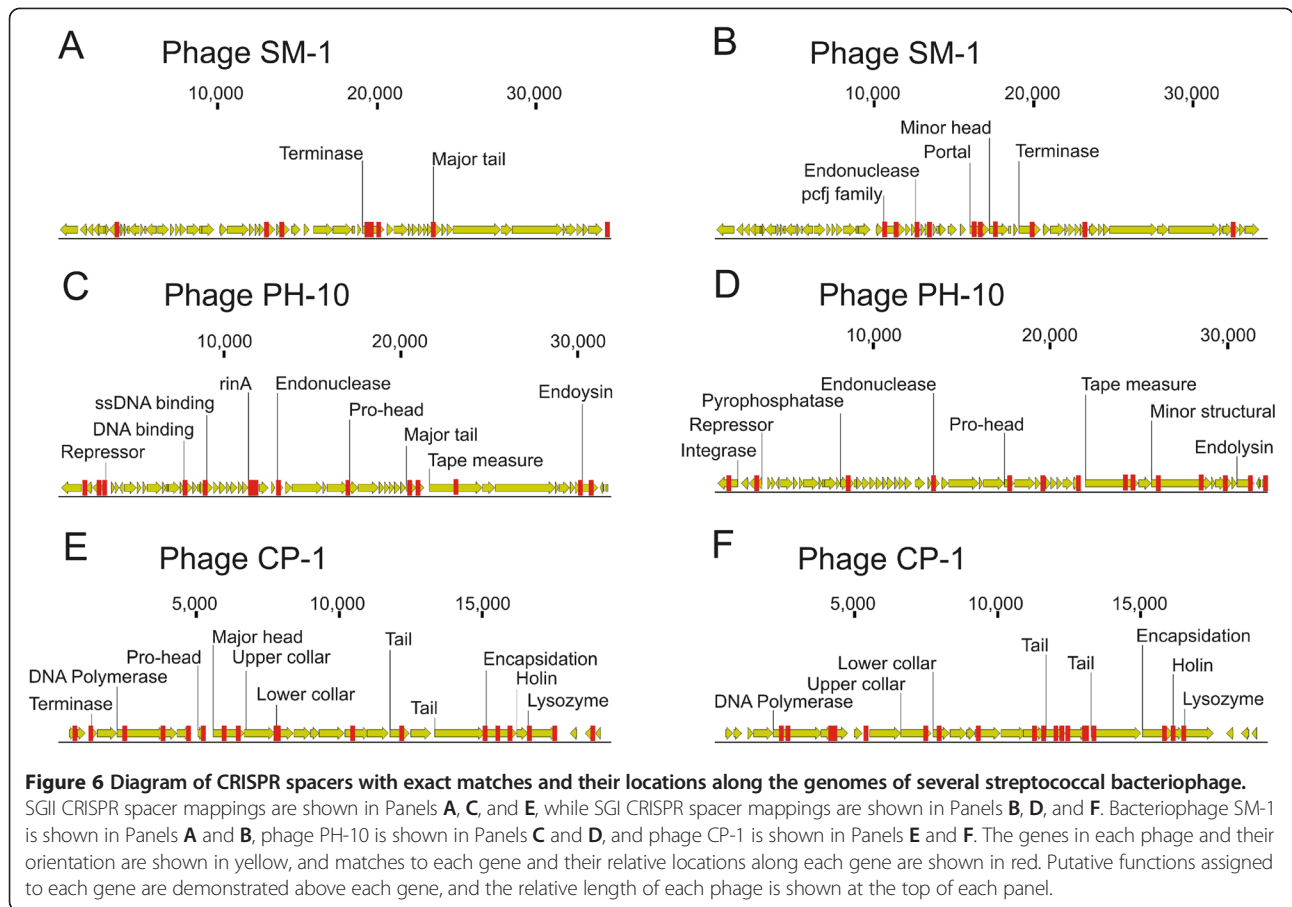 A
Phage SM-1
10,000 20,000 30,000
Terminase
Major tail
B
Phage SM-1
10,000 20,000 30,000
Minor head
Portal
Terminase
Endonuclease
pcfj family
C
Phage PH-10
10,000 20,000 30,000
rinA
Endonuclease
Endoysin
ssDNA binding
Pro-head
DNA binding
Major tail
Repressor
Tape measure
D
Phage PH-10
10,000 20,000 30,000
Endonuclease
Tape measure
Pyrophosphatase
Minor structural
Repressor
Pro-head
Integrase
Endolysin
E
Phage CP-1
5,000 10,000 15,000
Major head
Tail
Pro-head
Upper collar
Encapsidation
DNA Polymerase
Holin
Lower collar
Terminase
Tail
Lysozyme
F
Phage CP-1
5,000 10,000 15,000
Encapsidation
Tail
Lower collar
Tail
Holin
Upper collar
DNA Polymerase
Lysozyme
Figure 6 Diagram of CRISPR spacers with exact matches and their locations along the genomes of several streptococcal bacteriophage.
SGII CRISPR spacer mappings are shown in Panels A, C, and E, while SGI CRISPR spacer mappings are shown in Panels B, D, and F. Bacteriophage SM-1
is shown in Panels A and B, phage PH-10 is shown in Panels C and D, and phage CP-1 is shown in Panels E and F. The genes in each phage and their
orientation are shown in yellow, and matches to each gene and their relative locations along each gene are shown in red. Putative functions assigned
to each gene are demonstrated above each gene, and the relative length of each phage is shown at the top of each panel.